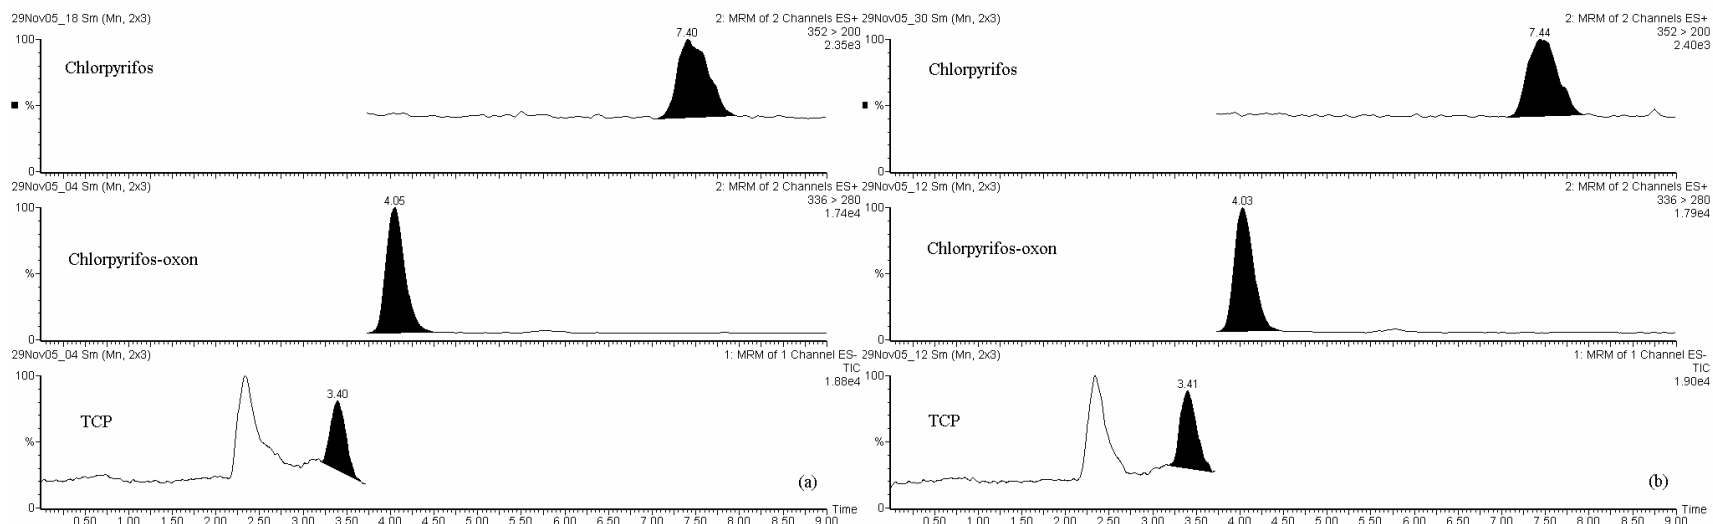 29Nov05_18 Sm (Mn, 2x3)
2: MRM of 2 Channels ES+
352 > 200
2.35e3
100
7.40
Chlorpyrifos
%
0
29Nov05_04 Sm (Mn, 2x3)
2: MRM of 2 Channels ES+
336 > 280
1.74e4
100
4.05
Chlorpyrifos-oxon
%
0
29Nov05_04 Sm (Mn, 2x3)
1: MRM of 1 Channel ES-
TIC
1.88e4
100
3.40
TCP
%
(a)
0
Time
0.50 1.00 1.50 2.00 2.50 3.00 3.50 4.00 4.50 5.00 5.50 6.00 6.50 7.00 7.50 8.00 8.50 9.00
29Nov05_30 Sm (Mn, 2x3)
2: MRM of 2 Channels ES+
352 > 200
2.40e3
100
7.44
Chlorpyrifos
%
0
29Nov05_12 Sm (Mn, 2x3)
2: MRM of 2 Channels ES+
336 > 280
1.79e4
100
4.03
Chlorpyrifos-oxon
%
0
29Nov05_12 Sm (Mn, 2x3)
1: MRM of 1 Channel ES-
TIC
1.90e4
100
3.41
TCP
%
(b)
0
Time
0.50 1.00 1.50 2.00 2.50 3.00 3.50 4.00 4.50 5.00 5.50 6.00 6.50 7.00 7.50 8.00 8.50 9.00